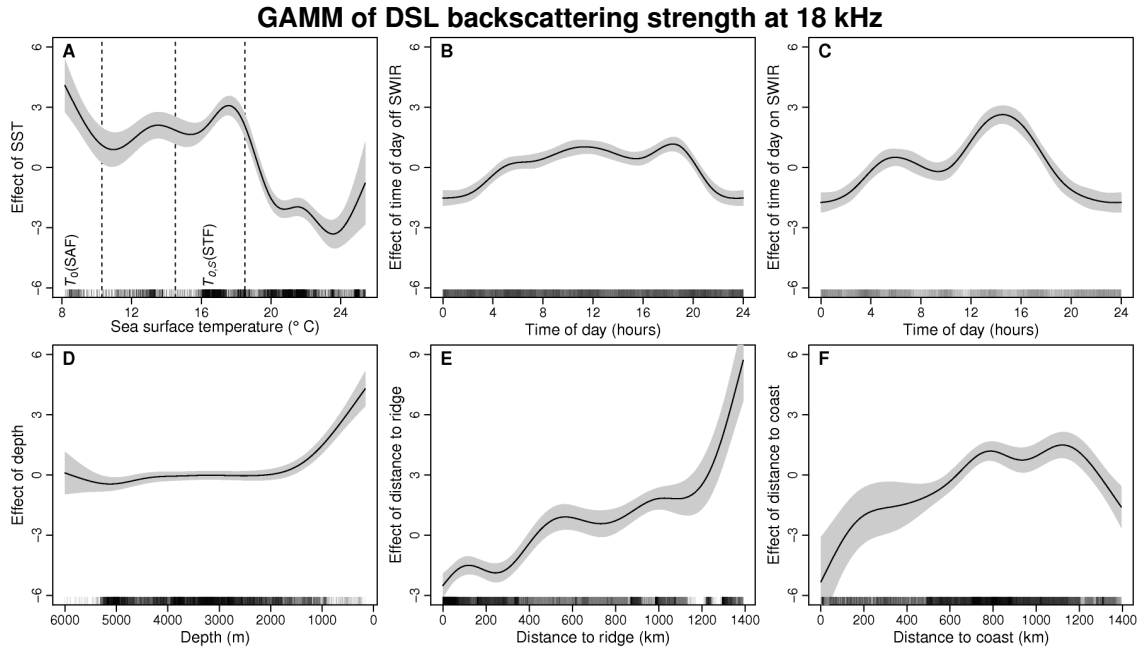 GAMM of DSL backscattering strength at 18 kHz
A
Effect of SST
6
3
0
−3
−6
T₀(SAF)
T₀,ₛ(STF)
8 12 16 20 24
Sea surface temperature (° C)
B
Effect of time of day off SWIR
6
3
0
−3
−6
0 4 8 12 16 20 24
Time of day (hours)
C
Effect of time of day on SWIR
6
3
0
−3
−6
0 4 8 12 16 20 24
Time of day (hours)
D
Effect of depth
6
3
0
−3
−6
6000 5000 4000 3000 2000 1000 0
Depth (m)
E
Effect of distance to ridge
9
6
3
0
−3
0 200 400 600 800 1000 1200 1400
Distance to ridge (km)
F
Effect of distance to coast
6
3
0
−3
−6
0 200 400 600 800 1000 1200 1400
Distance to coast (km)